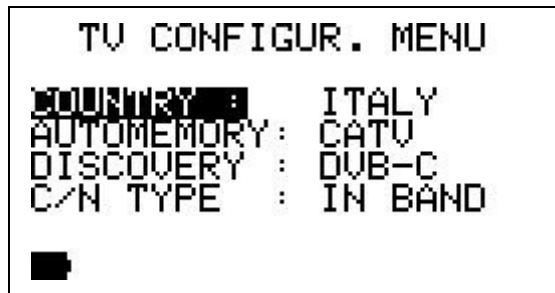 TV CONFIGUR. MENU
COUNTRY : ITALY
AUTOMEMORY: CATV
DISCOVERY : DVB-C
C/N TYPE : IN BAND